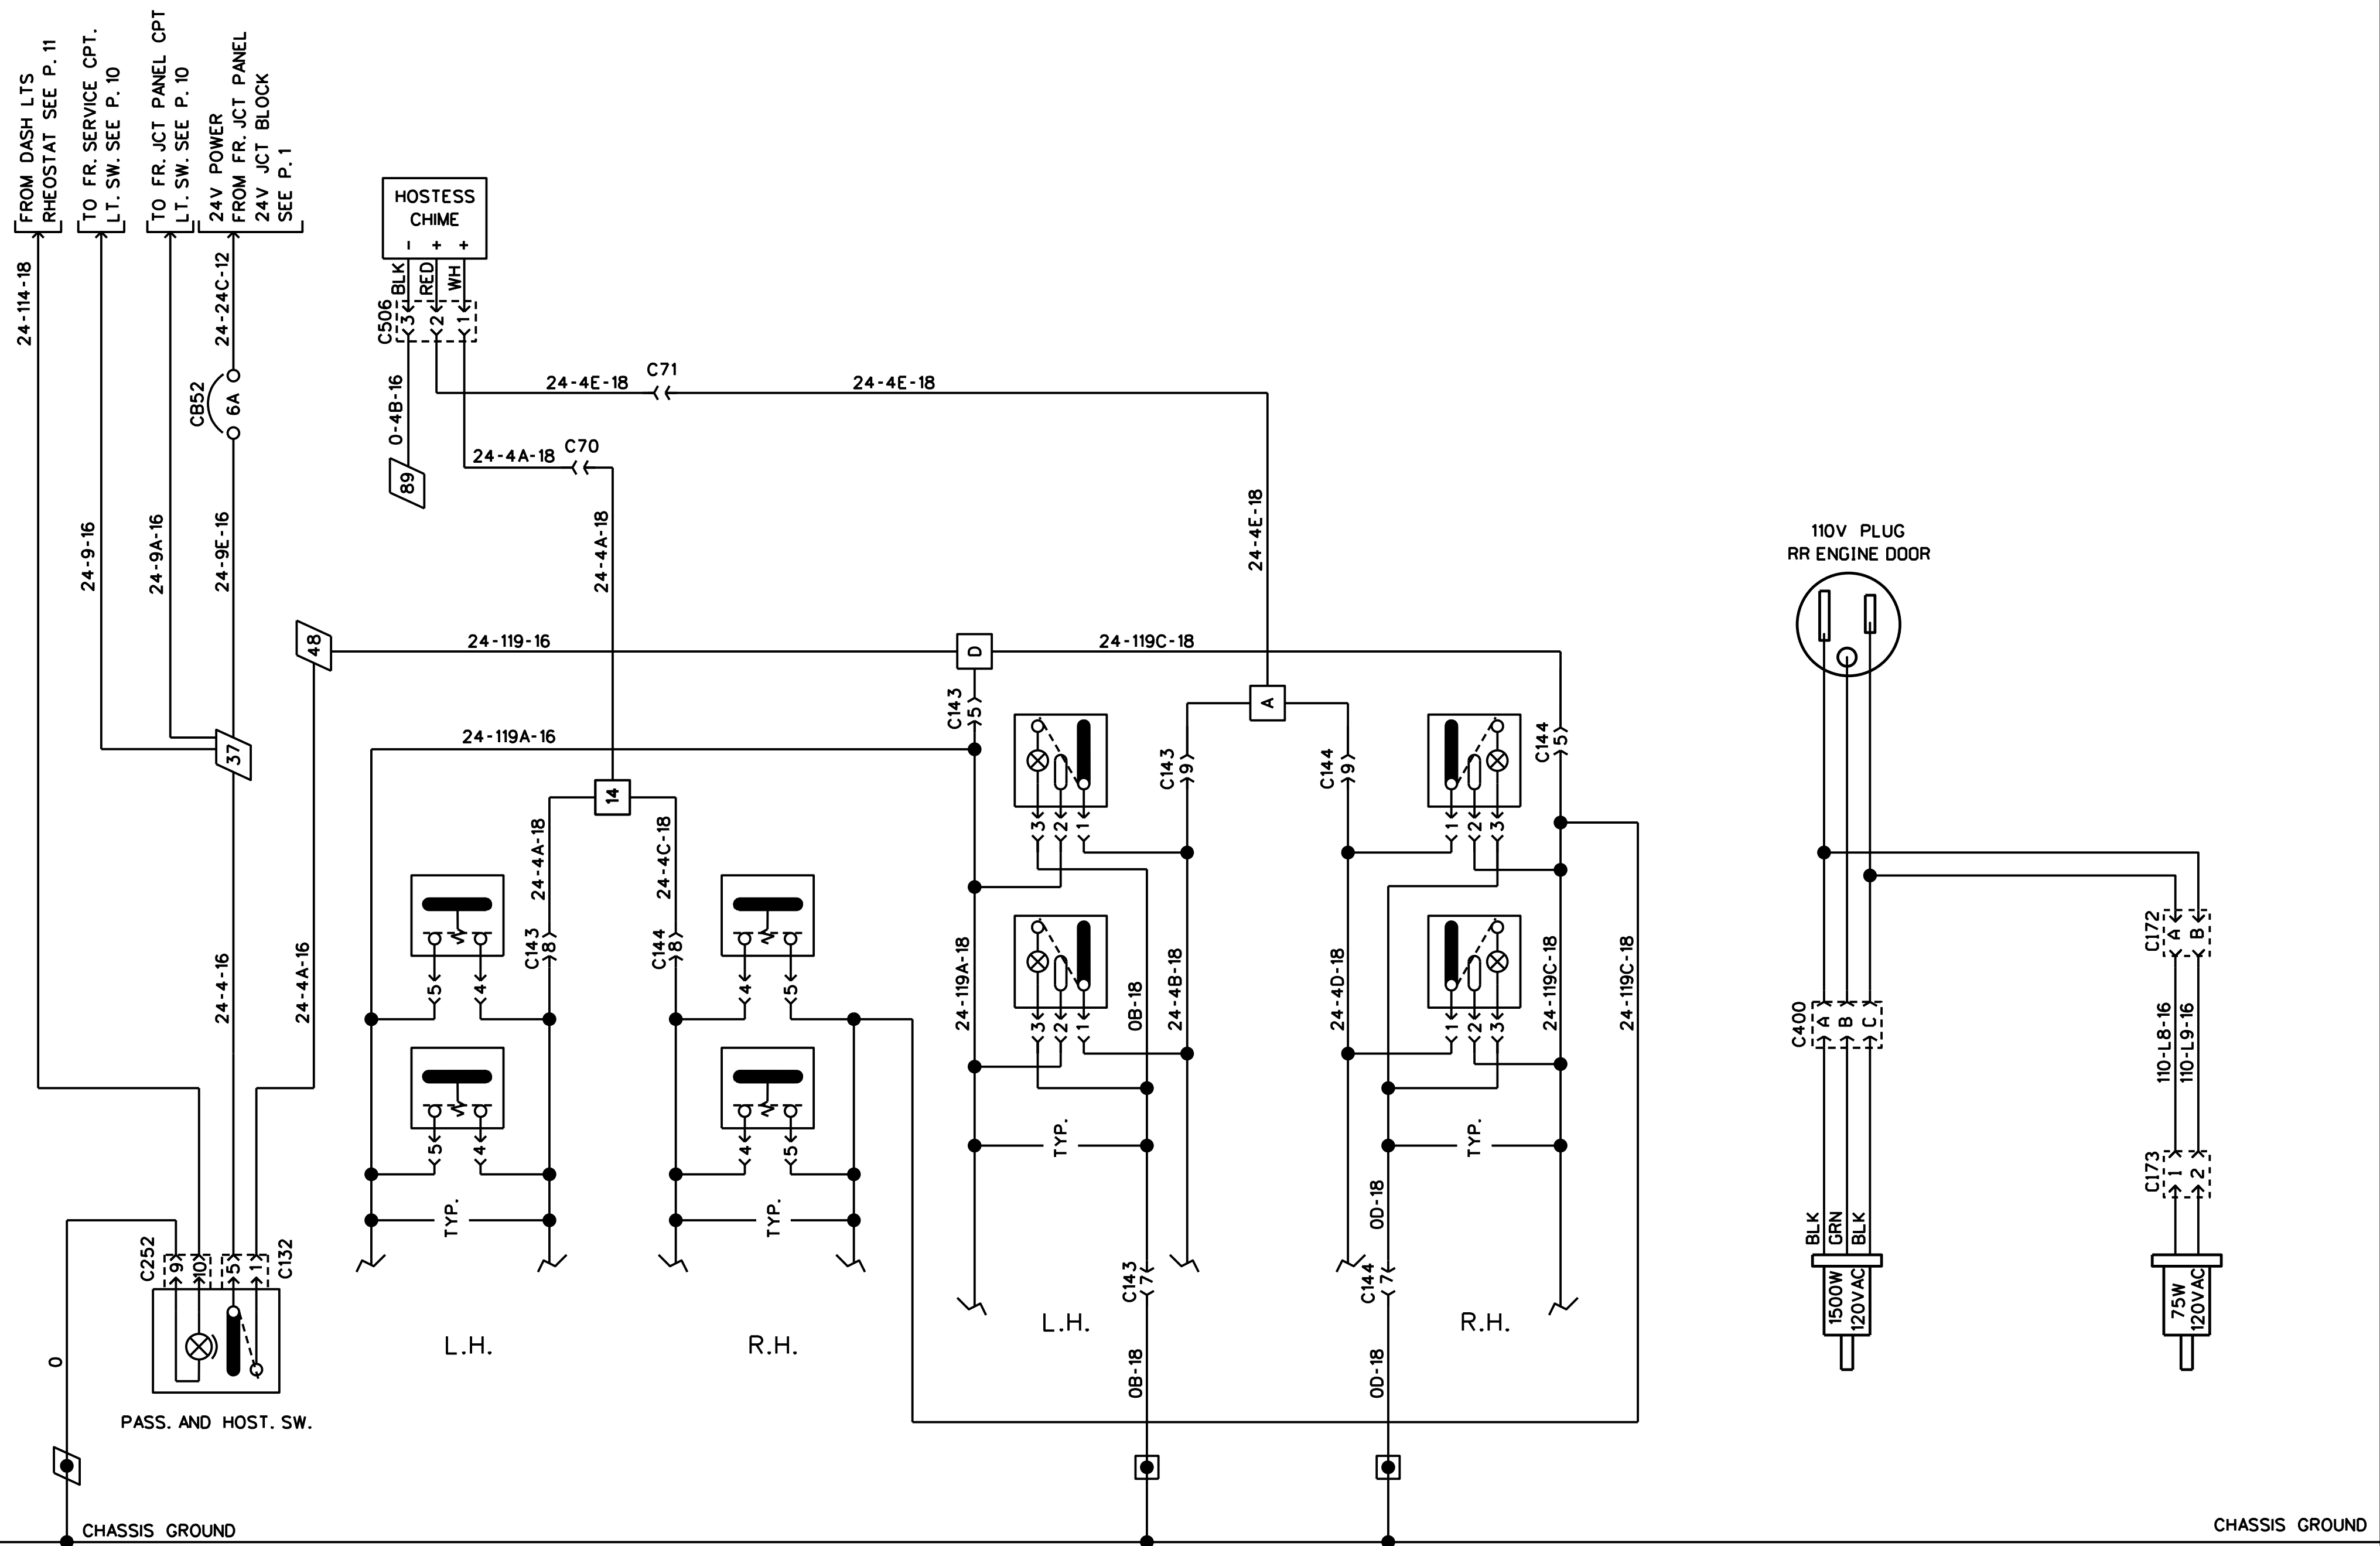 FROM DASH LTS
RHEOSTAT SEE P. 11
TO FR. SERVICE CPT.
LT. SW. SEE P. 10
TO FR. JCT PANEL CPT
LT. SW. SEE P. 10
24V POWER
FROM FR. JCT PANEL
24V JCT BLOCK
SEE P. 1
HOSTESS
CHIME
- + +
BLK
RED
WH
C506
3
2
1
24-114-18
24-24C-12
CB52
6A
0-4B-16
89
24-4E-18
C71
24-4E-18
24-4A-18
C70
24-9-16
24-9A-16
24-9E-16
24-4A-18
24-4E-18
110V PLUG
RR ENGINE DOOR
48
24-119-16
D
24-119C-18
37
C143
5
A
24-119A-16
C143
9
C144
9
C144
5
14
3
2
1
1
2
3
24-4A-18
24-4C-18
C143
8
C144
8
5
4
4
5
24-4-16
24-4A-16
24-119A-18
0B-18
24-4B-18
24-4D-18
24-119C-18
24-119C-18
3
2
1
1
2
3
C172
A
B
C400
A
B
C
110-L8-16
110-L9-16
5
4
4
5
TYP.
TYP.
TYP.
TYP.
C173
1
2
0D-18
BLK
GRN
BLK
C252
9
10
5
1
C132
C143
7
C144
7
1500W
120VAC
75W
120VAC
L.H.
R.H.
L.H.
R.H.
0
0B-18
0D-18
PASS. AND HOST. SW.
CHASSIS GROUND
CHASSIS GROUND